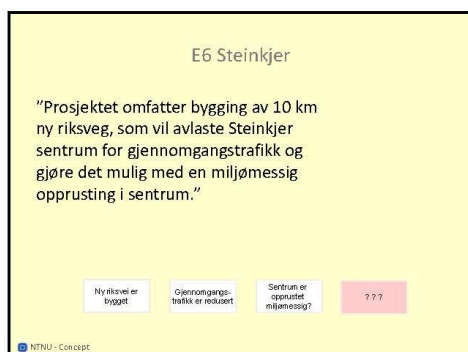 E6 Steinkjer
”Prosjektet omfatter bygging av 10 km
ny riksveg, som vil avlaste Steinkjer
sentrum for gjennomgangstrafikk og
gjøre det mulig med en miljømessig
opprusting i sentrum.”
Ny riksvei er
bygget
Gjennomgangs-
trafikk er redusert
Sentrum er
opprustet
miljømessig?
? ? ?
NTNU - Concept